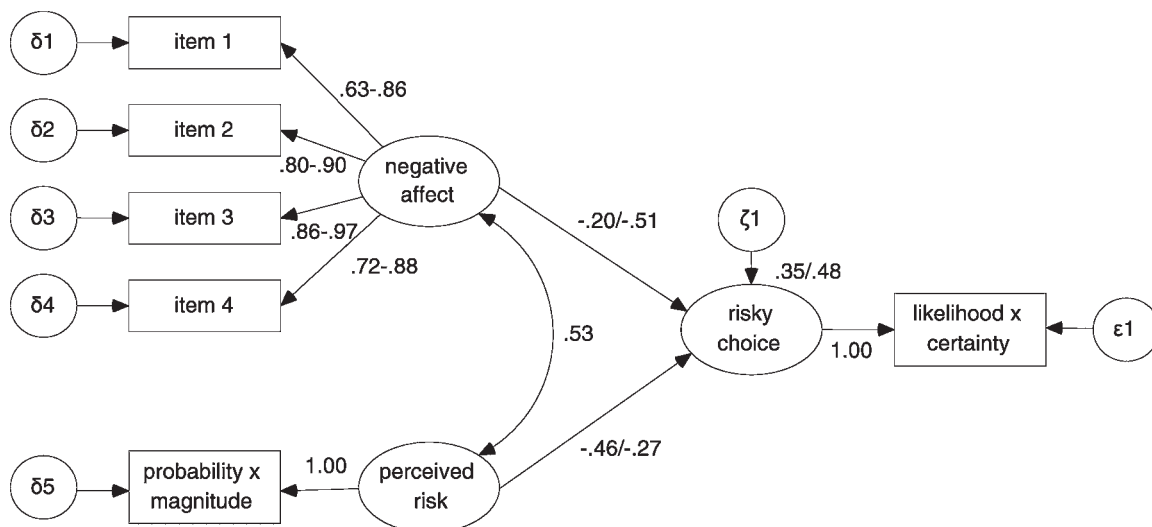 δ1
item 1
.63-.86
δ2
item 2
.80-.90
negative
affect
δ3
item 3
.86-.97
-.20/-.51
ζ1
.72-.88
δ4
item 4
.35/.48
risky
choice
likelihood x
certainty
ε1
.53
1.00
-.46/-.27
δ5
probability x
magnitude
1.00
perceived
risk